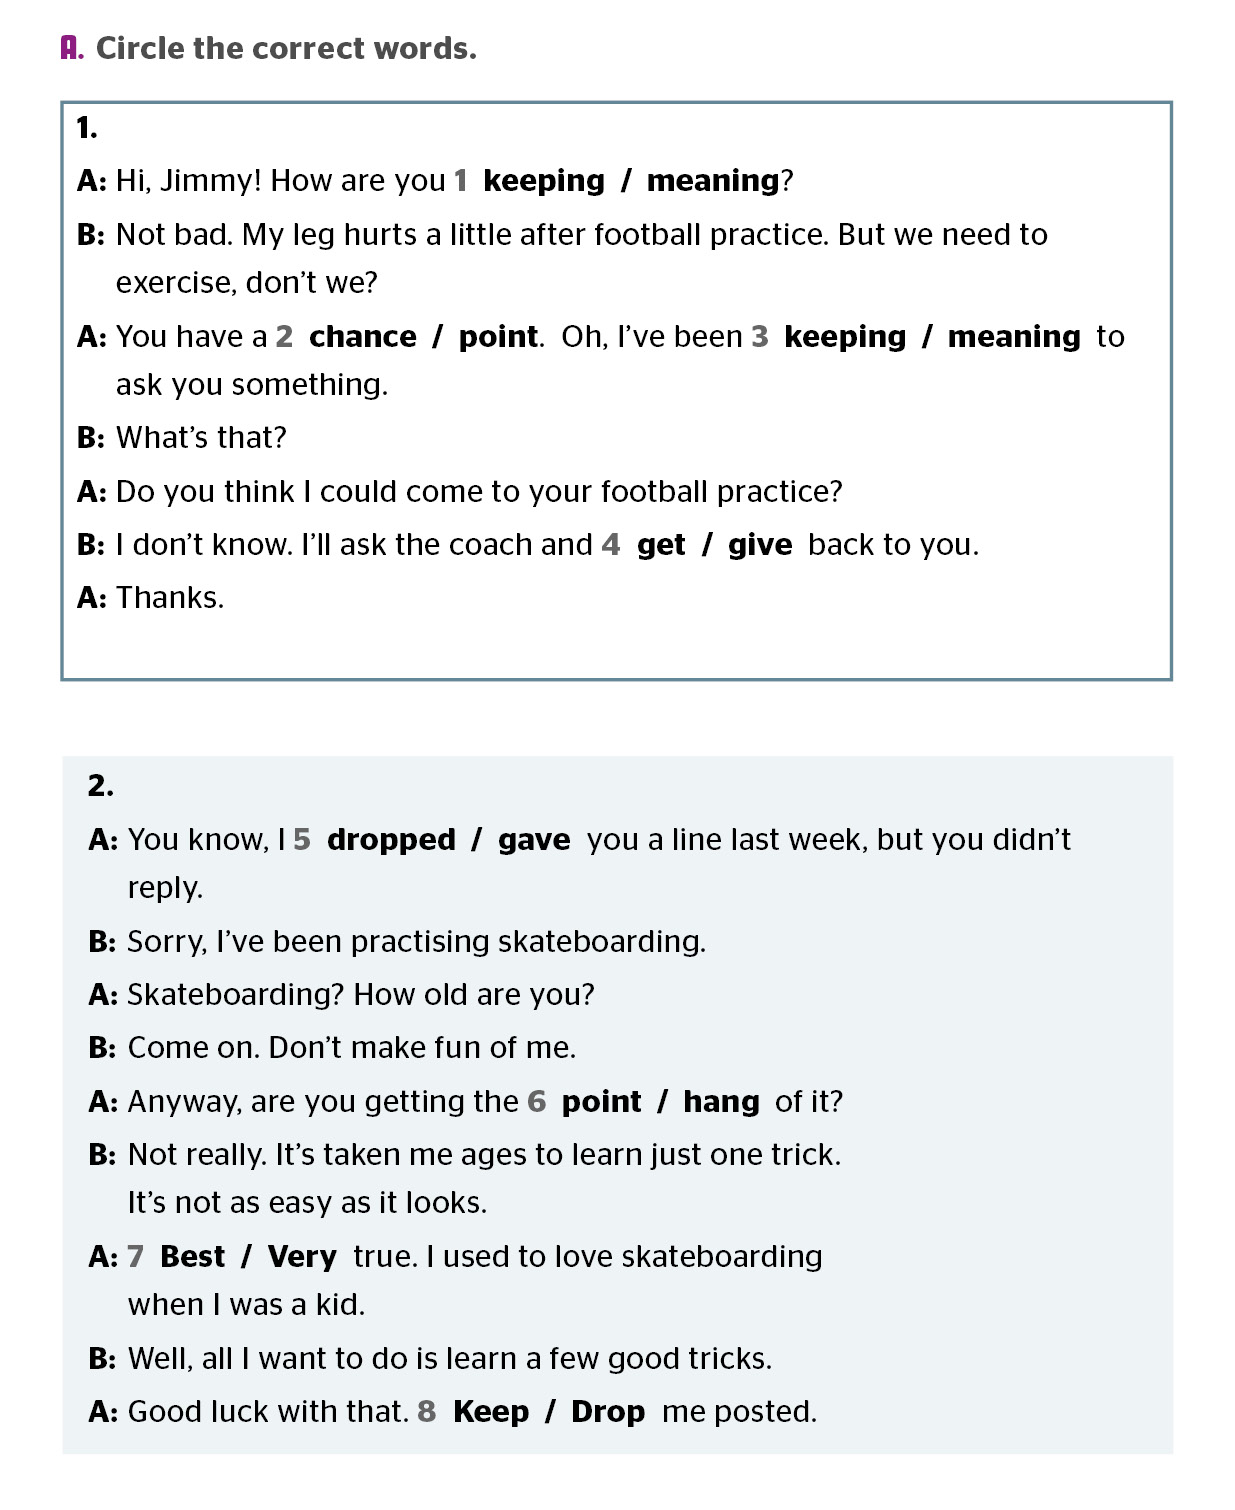 A. Circle the correct words.
1.
A: Hi, Jimmy! How are you 1 keeping / meaning?
B: Not bad. My leg hurts a little after football practice. But we need to
exercise, don’t we?
A: You have a 2 chance / point. Oh, I’ve been 3 keeping / meaning to
ask you something.
B: What’s that?
A: Do you think I could come to your football practice?
B: I don’t know. I’ll ask the coach and 4 get / give back to you.
A: Thanks.
2.
A: You know, I 5 dropped / gave you a line last week, but you didn’t
reply.
B: Sorry, I’ve been practising skateboarding.
A: Skateboarding? How old are you?
B: Come on. Don’t make fun of me.
A: Anyway, are you getting the 6 point / hang of it?
B: Not really. It’s taken me ages to learn just one trick.
It’s not as easy as it looks.
A: 7 Best / Very true. I used to love skateboarding
when I was a kid.
B: Well, all I want to do is learn a few good tricks.
A: Good luck with that. 8 Keep / Drop me posted.